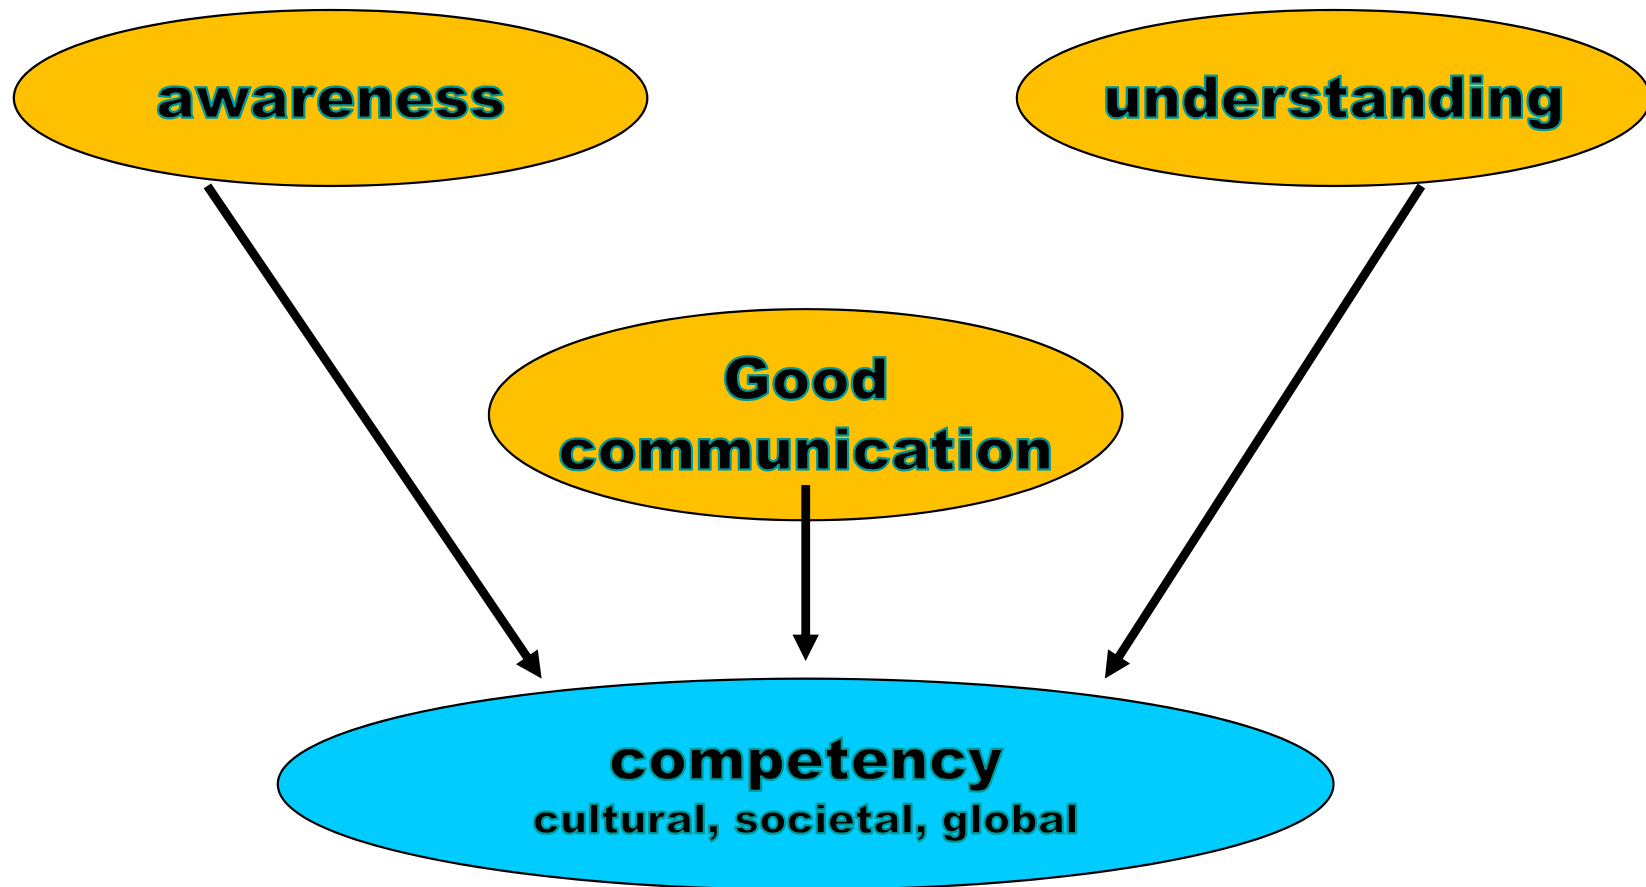 awareness
understanding
Good
communication
competency
cultural, societal, global